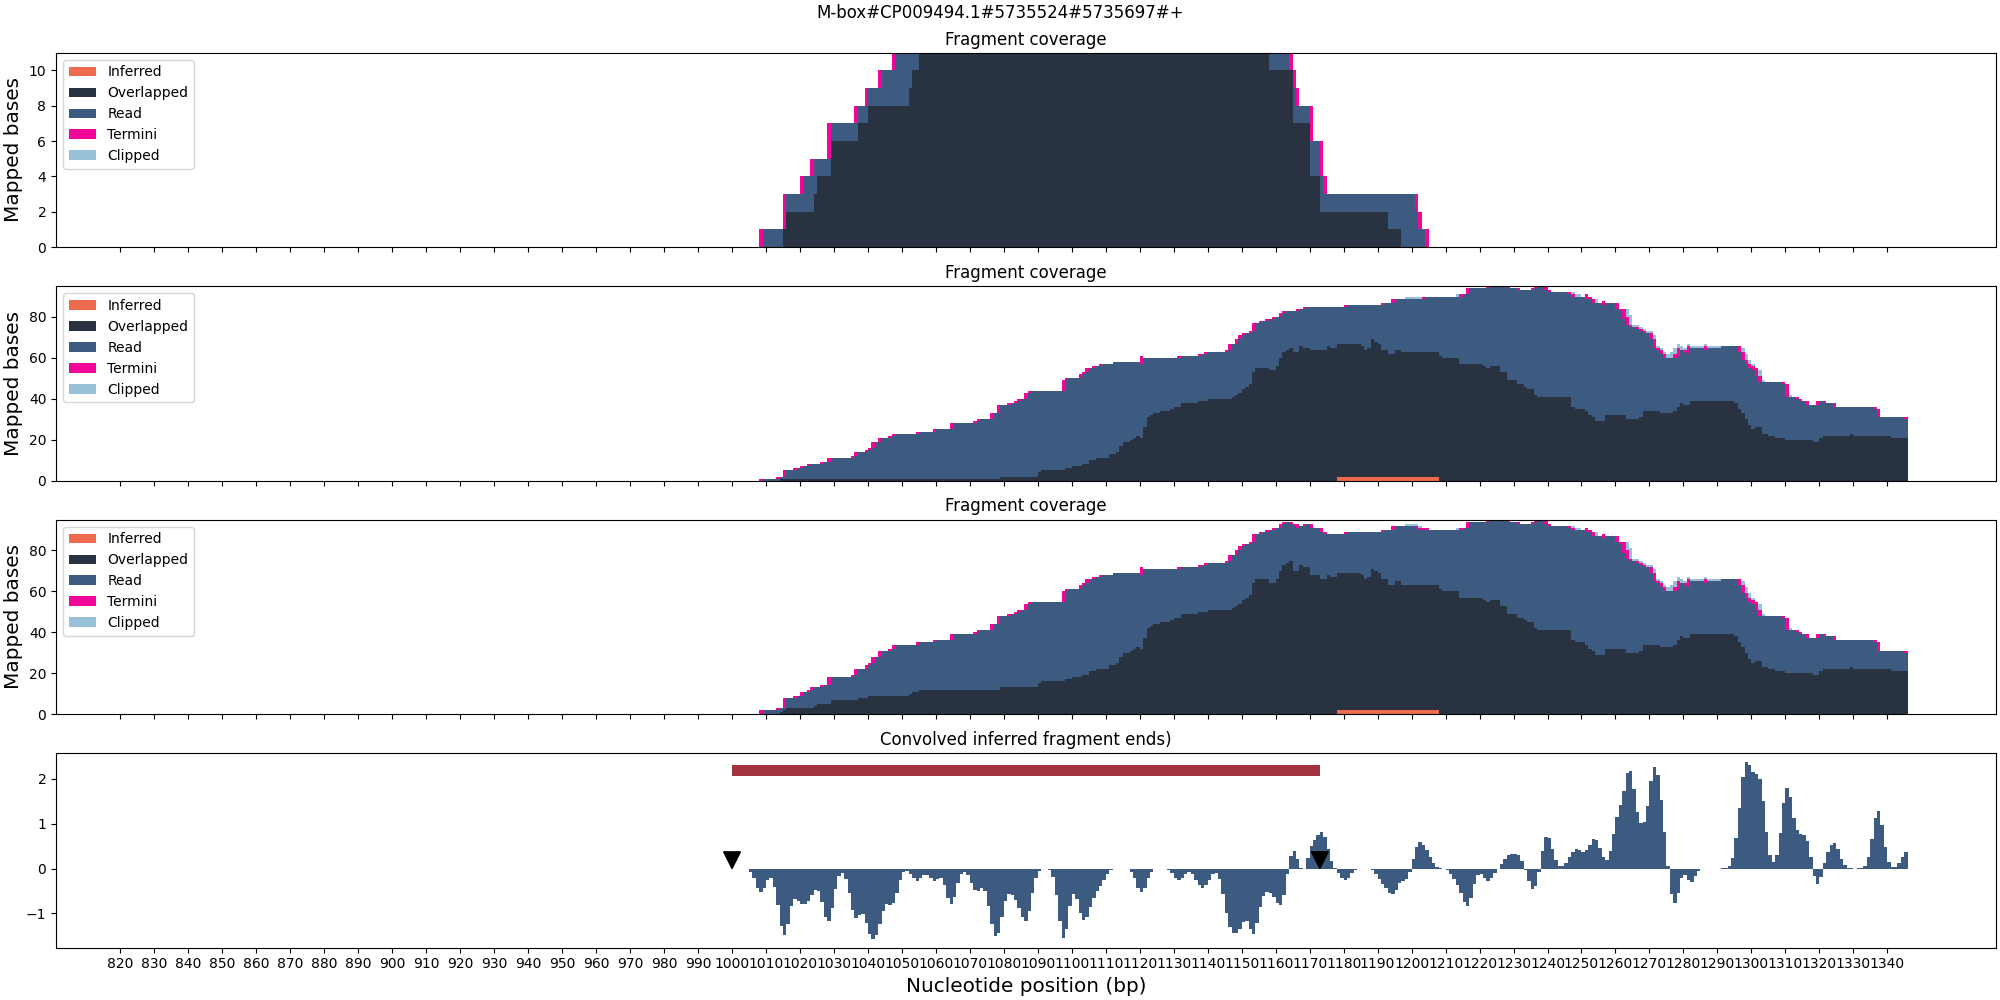 M-box#CP009494.1#5735524#5735697#+
Fragment coverage
Mapped bases
10
8
6
4
2
0
Inferred
Overlapped
Read
Termini
Clipped
Fragment coverage
Mapped bases
80
60
40
20
0
Inferred
Overlapped
Read
Termini
Clipped
Fragment coverage
Mapped bases
80
60
40
20
0
Inferred
Overlapped
Read
Termini
Clipped
Convolved inferred fragment ends)
2
1
0
−1
820 830 840 850 860 870 880 890 900 910 920 930 940 950 960 970 980 990 1000 1010 1020 1030 1040 1050 1060 1070 1080 1090 1100 1110 1120 1130 1140 1150 1160 1170 1180 1190 1200 1210 1220 1230 1240 1250 1260 1270 1280 1290 1300 1310 1320 1330 1340
Nucleotide position (bp)